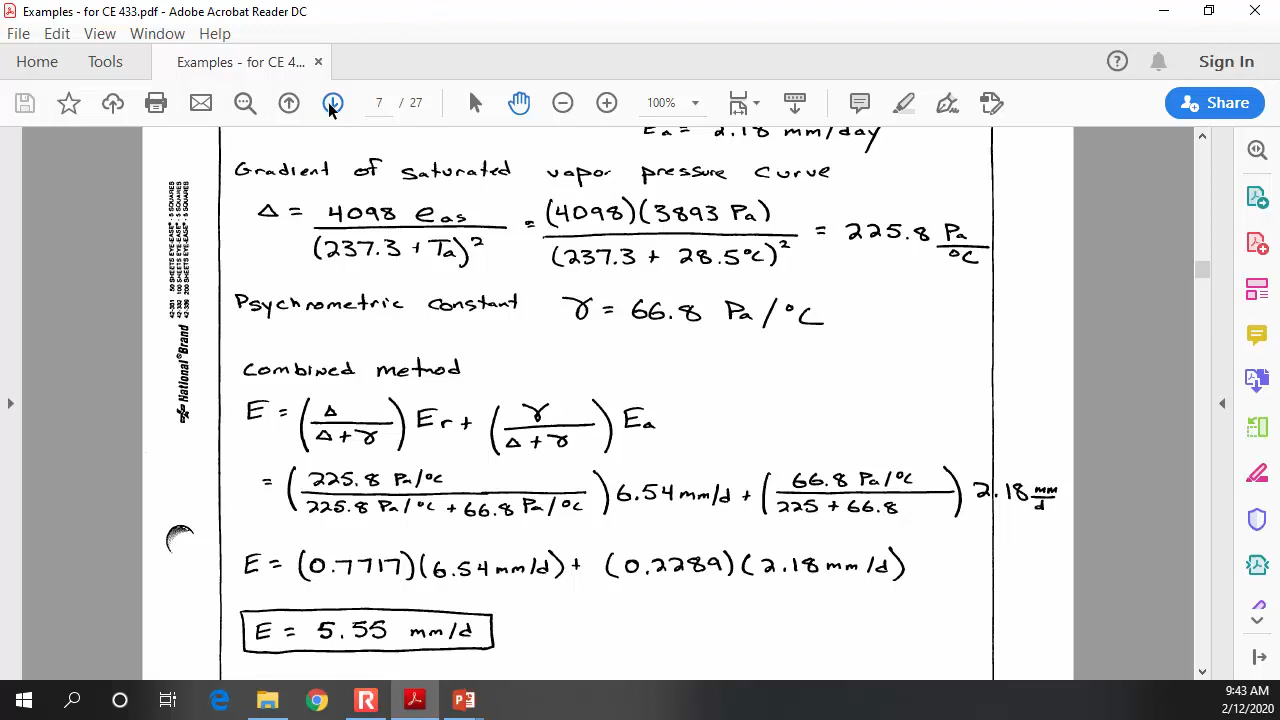 Examples - for CE 433.pdf - Adobe Acrobat Reader DC
File Edit View Window Help
Home Tools Examples - for CE 4... × Sign In
7 / 27 100% Share
Ea = 2.18 mm/day
Gradient of saturated vapor pressure curve
Δ = 4098 eas / (237.3 + Ta)² = (4098)(3893 Pa) / (237.3 + 28.5°C)² = 225.8 Pa/°C
Psychrometric constant γ = 66.8 Pa/°C
Combined method
E = (Δ / Δ+γ) Er + (γ / Δ+γ) Ea
= (225.8 Pa/°C / 225.8 Pa/°C + 66.8 Pa/°C) 6.54 mm/d + (66.8 Pa/°C / 225 + 66.8) 2.18 mm/d
E = (0.7717)(6.54 mm/d) + (0.2289)(2.18 mm/d)
E = 5.55 mm/d
National®Brand
9:43 AM
2/12/2020